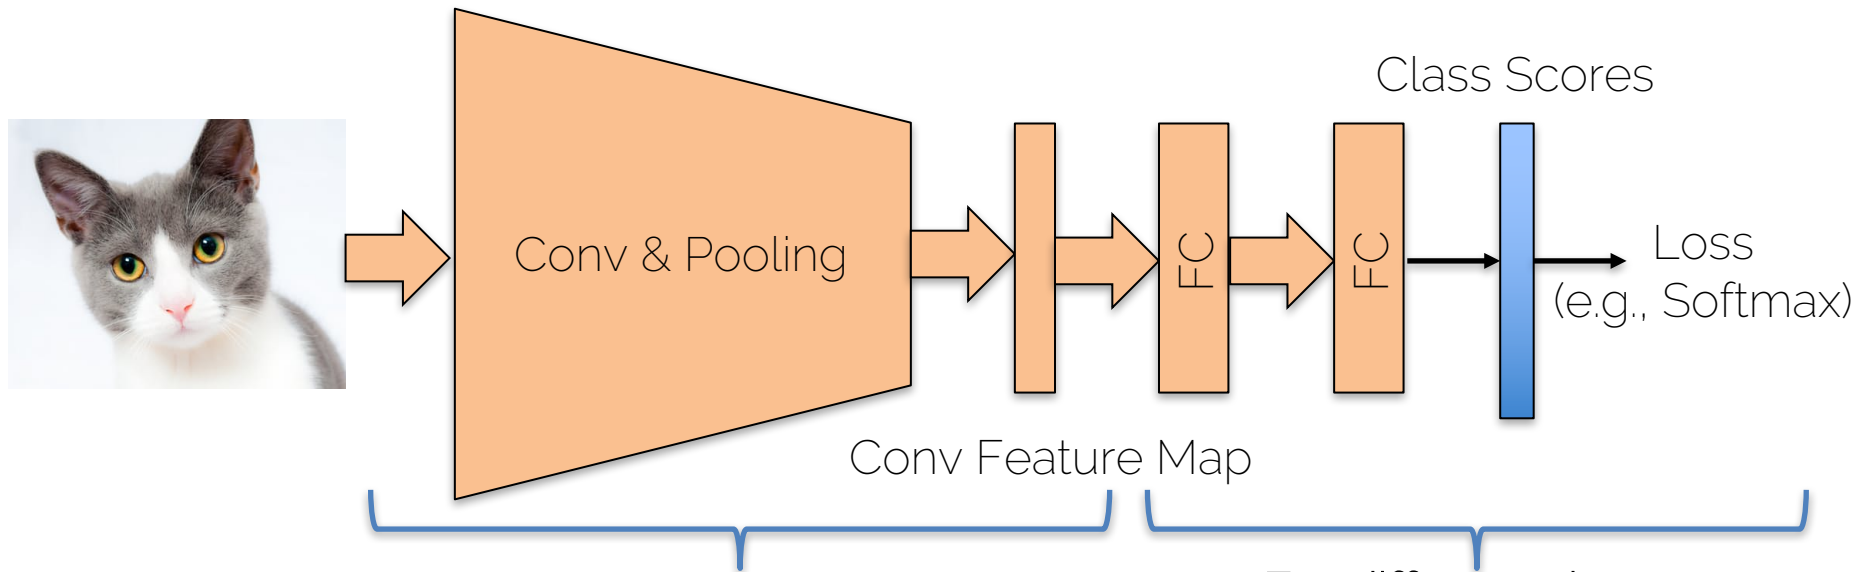 Class Scores
Conv & Pooling
FC
FC
Loss
(e.g., Softmax)
Conv Feature Map